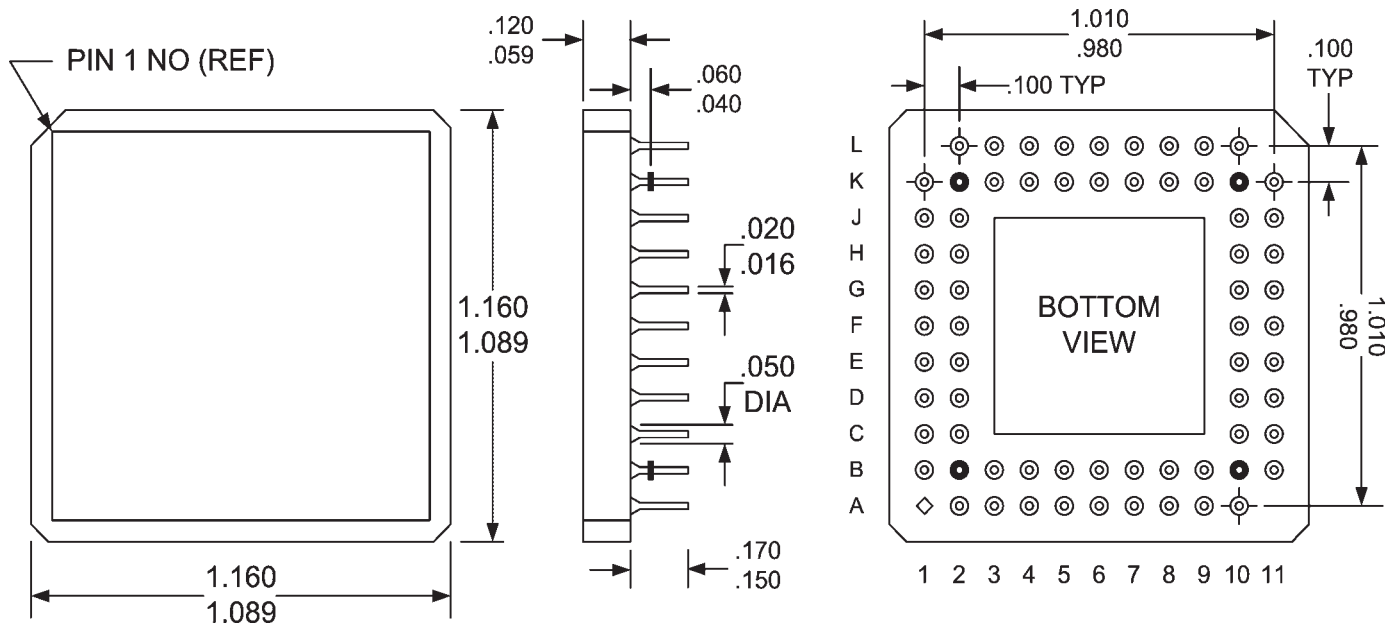 PIN 1 NO (REF)
1.160
1.089
1.160
1.089
.120
.059
.060
.040
.020
.016
.050
DIA
.170
.150
1.010
.980
.100 TYP
.100
TYP
L
K
J
H
G
F
E
D
C
B
A
BOTTOM
VIEW
1.010
.980
1 2 3 4 5 6 7 8 9 10 11